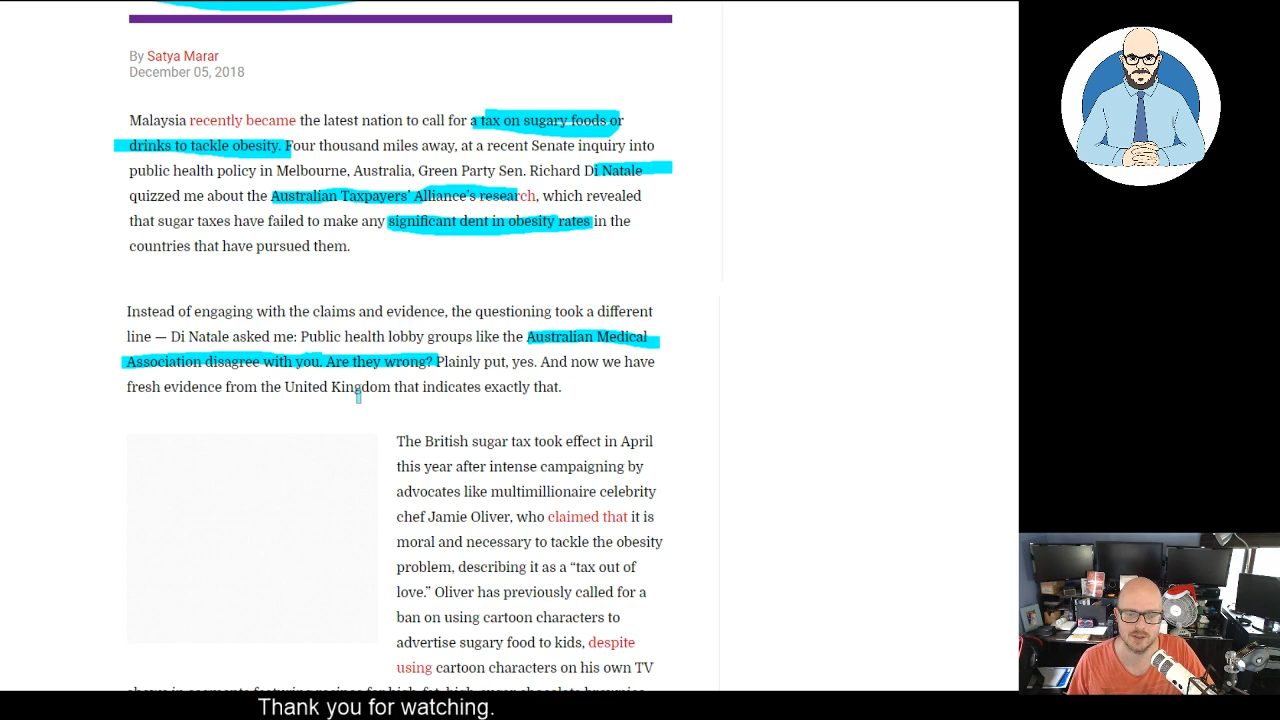 By Satya Marar
December 05, 2018
Malaysia recently became the latest nation to call for a tax on sugary foods or
drinks to tackle obesity. Four thousand miles away, at a recent Senate inquiry into
public health policy in Melbourne, Australia, Green Party Sen. Richard Di Natale
quizzed me about the Australian Taxpayers’ Alliance’s research, which revealed
that sugar taxes have failed to make any significant dent in obesity rates in the
countries that have pursued them.
Instead of engaging with the claims and evidence, the questioning took a different
line — Di Natale asked me: Public health lobby groups like the Australian Medical
Association disagree with you. Are they wrong? Plainly put, yes. And now we have
fresh evidence from the United Kingdom that indicates exactly that.
The British sugar tax took effect in April
this year after intense campaigning by
advocates like multimillionaire celebrity
chef Jamie Oliver, who claimed that it is
moral and necessary to tackle the obesity
problem, describing it as a “tax out of
love.” Oliver has previously called for a
ban on using cartoon characters to
advertise sugary food to kids, despite
using cartoon characters on his own TV
Thank you for watching.